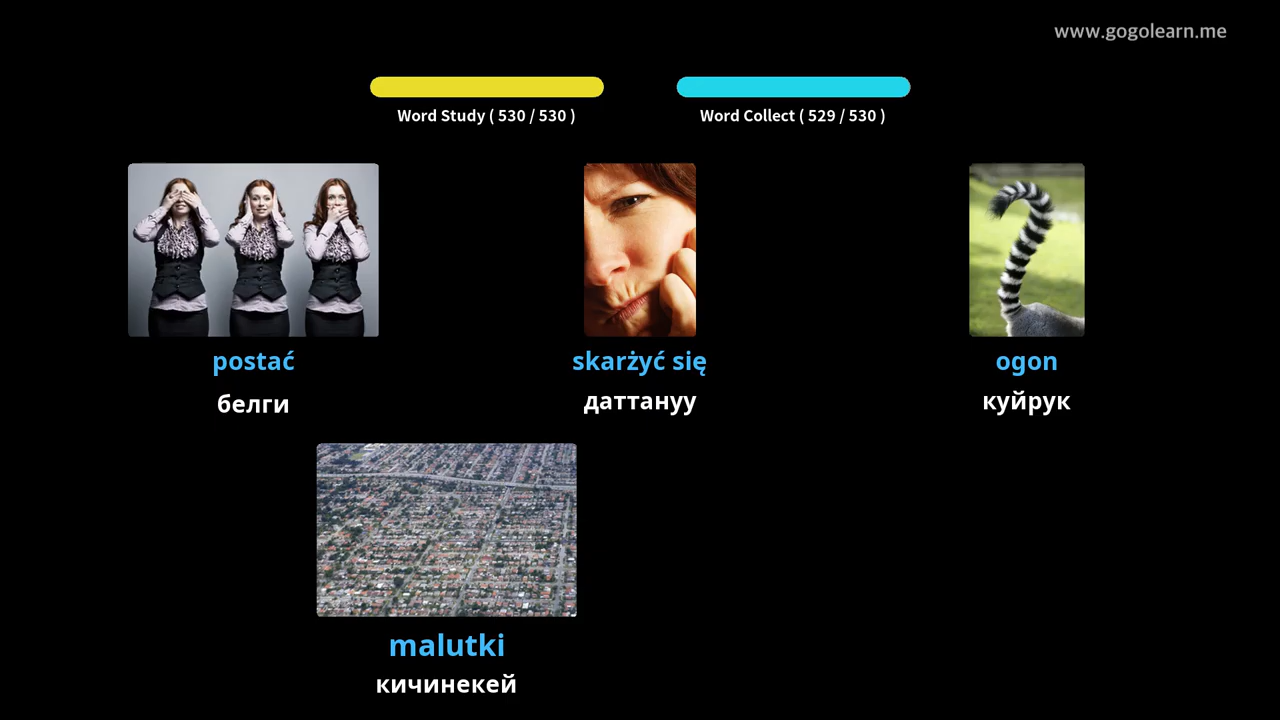 www.gogolearn.me
Word Study ( 530 / 530 )
Word Collect ( 529 / 530 )
postać
белги
skarżyć się
даттануу
ogon
куйрук
malutki
кичинекей